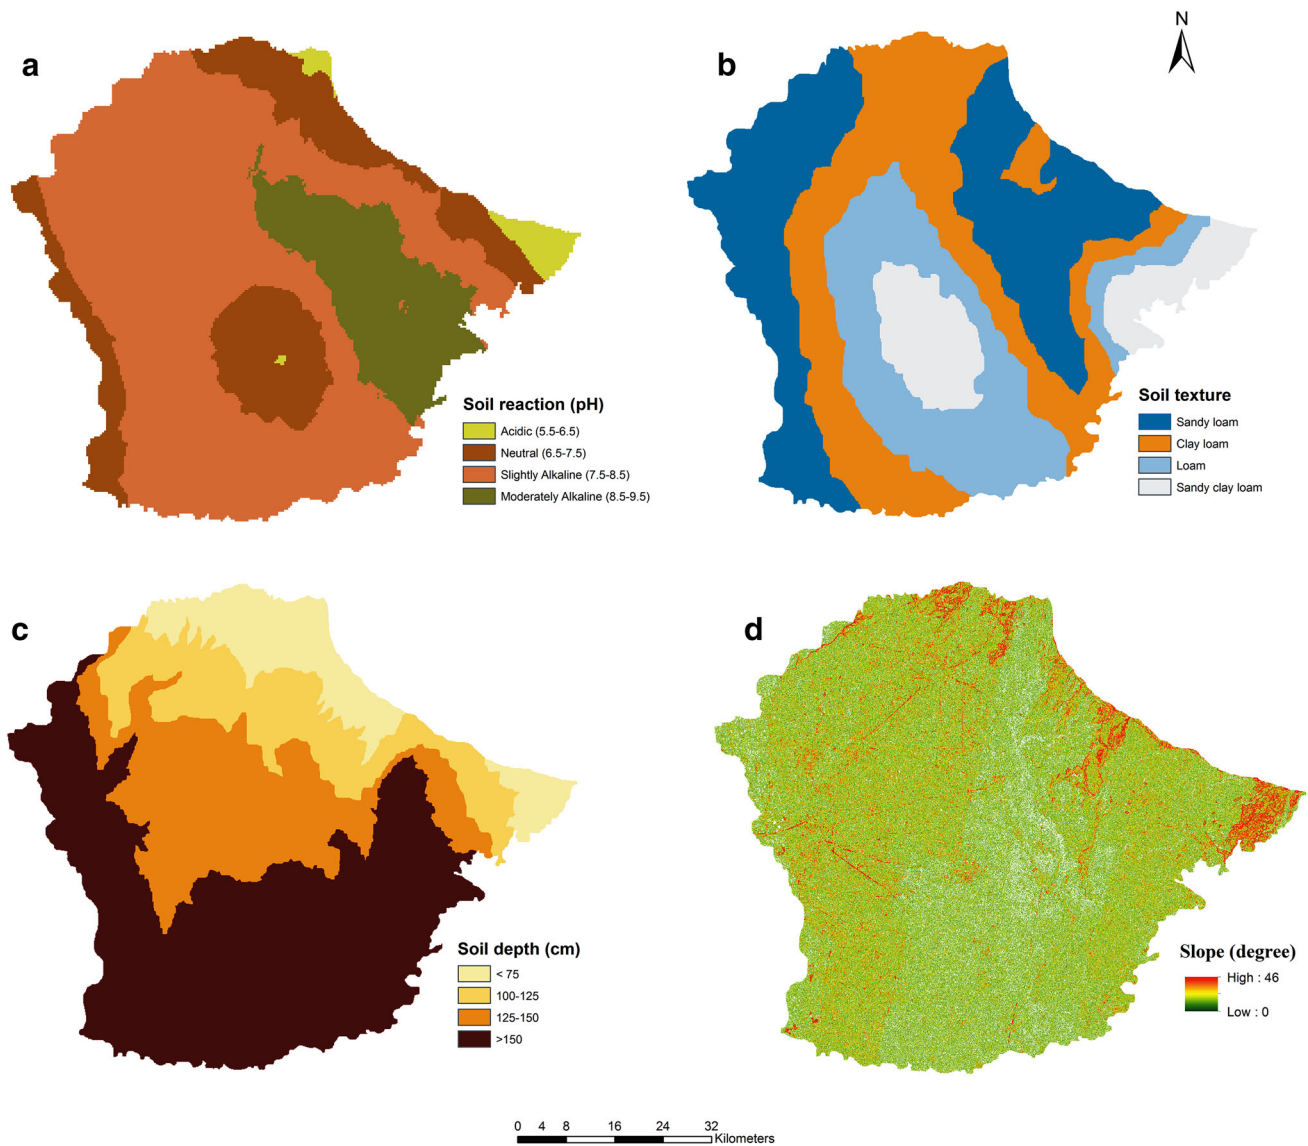 N
a
b
Soil reaction (pH)
Acidic (5.5-6.5)
Neutral (6.5-7.5)
Slightly Alkaline (7.5-8.5)
Moderately Alkaline (8.5-9.5)
Soil texture
Sandy loam
Clay loam
Loam
Sandy clay loam
c
d
Soil depth (cm)
< 75
100-125
125-150
>150
Slope (degree)
High : 46
Low : 0
0 4 8 16 24 32
Kilometers